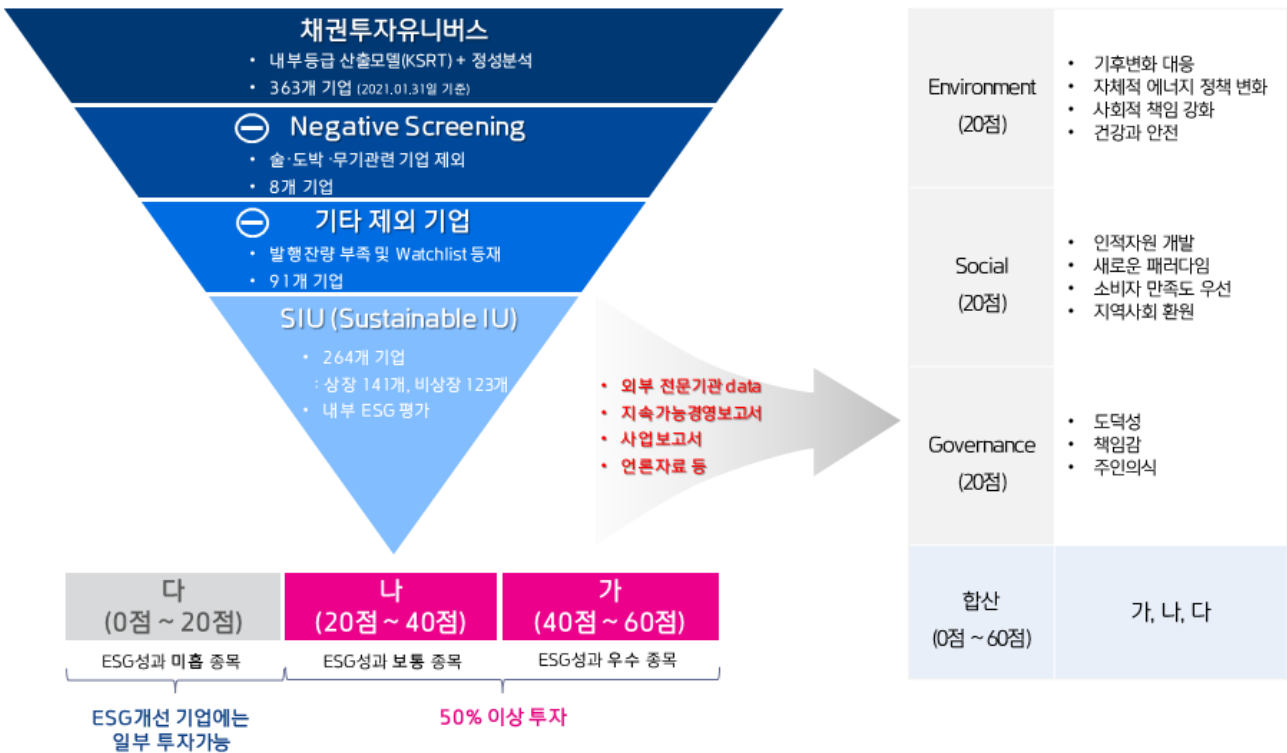 채권투자유니버스
• 내부등급 산출모델(KSRT) + 정성분석
• 363개 기업 (2021.01.31일 기준)
Negative Screening
• 술·도박·무기관련 기업 제외
• 8개 기업
기타 제외 기업
• 발행잔량 부족 및 Watchlist 등재
• 91개 기업
SIU (Sustainable IU)
• 264개 기업
: 상장 141개, 비상장 123개
• 내부 ESG 평가
• 외부 전문기관 data
• 지속가능경영보고서
• 사업보고서
• 언론자료 등
다
(0점 ~ 20점)
나
(20점 ~ 40점)
가
(40점 ~ 60점)
ESG성과 미흡 종목
ESG성과 보통 종목
ESG성과 우수 종목
ESG개선 기업에는
일부 투자가능
50% 이상 투자
Environment
(20점)
• 기후변화 대응
• 자체적 에너지 정책 변화
• 사회적 책임 강화
• 건강과 안전
Social
(20점)
• 인적자원 개발
• 새로운 패러다임
• 소비자 만족도 우선
• 지역사회 환원
Governance
(20점)
• 도덕성
• 책임감
• 주인의식
합산
(0점 ~ 60점)
가, 나, 다